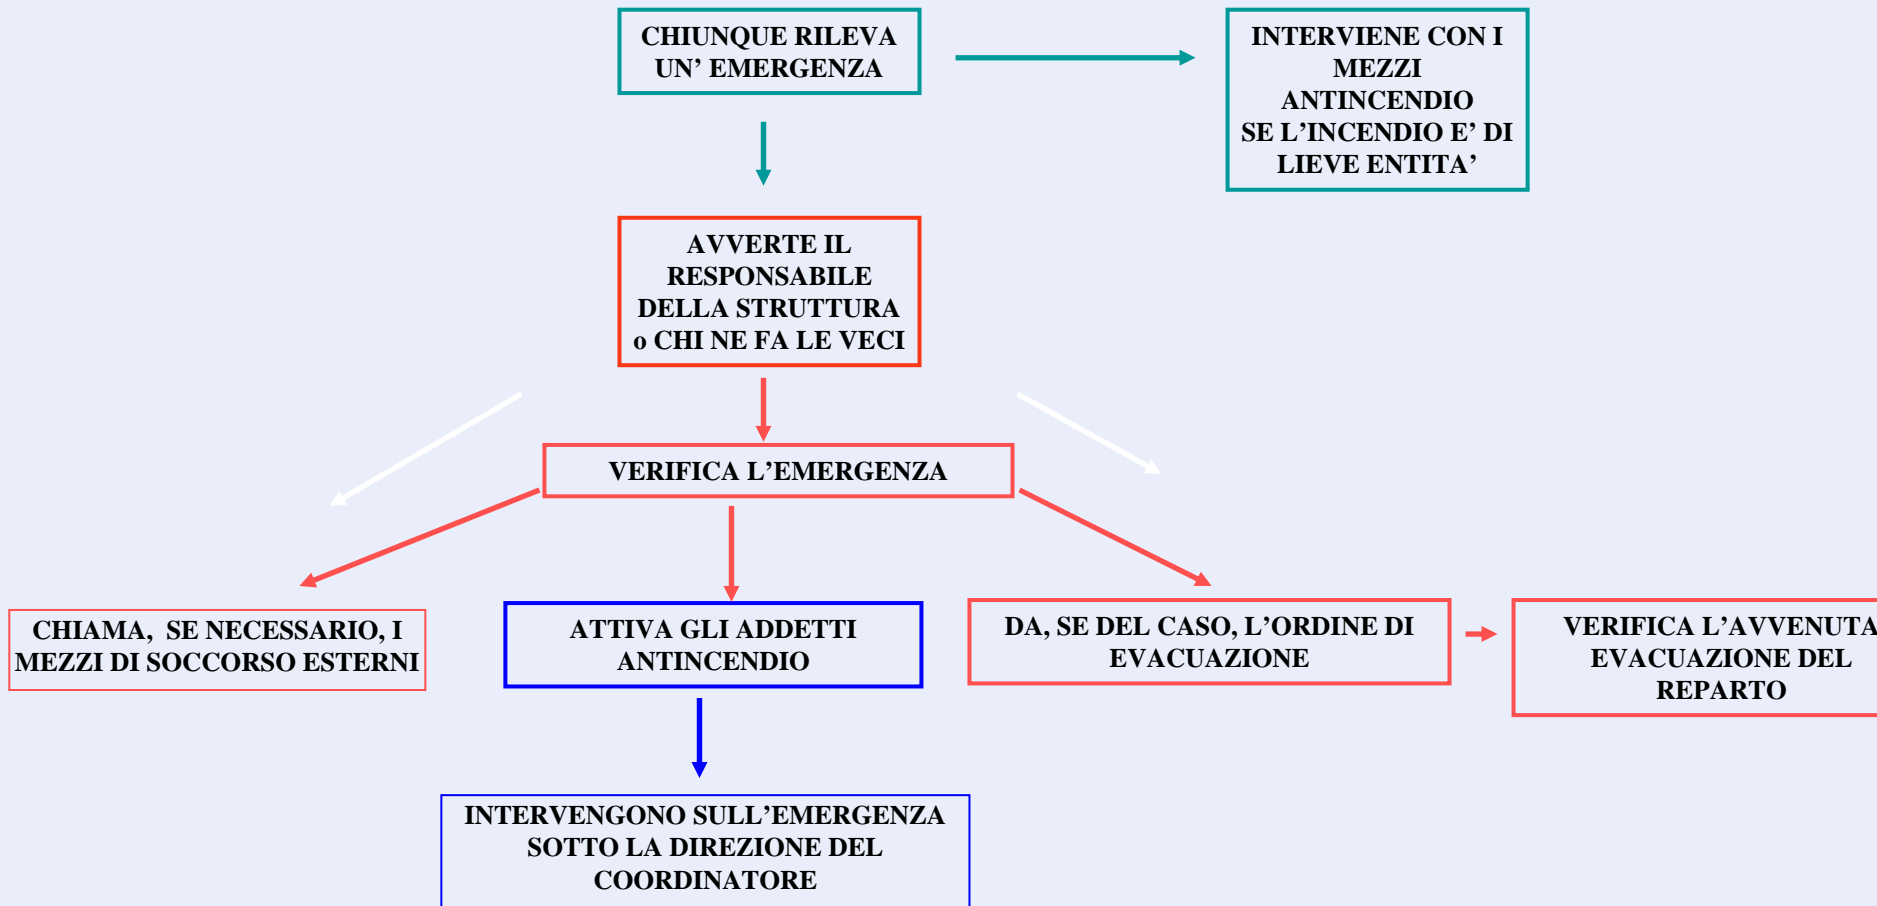 CHIUNQUE RILEVA
UN’ EMERGENZA
INTERVIENE CON I
MEZZI
ANTINCENDIO
SE L’INCENDIO E’ DI
LIEVE ENTITA’
AVVERTE IL
RESPONSABILE
DELLA STRUTTURA
o CHI NE FA LE VECI
VERIFICA L’EMERGENZA
CHIAMA, SE NECESSARIO, I
MEZZI DI SOCCORSO ESTERNI
ATTIVA GLI ADDETTI
ANTINCENDIO
DA, SE DEL CASO, L’ORDINE DI
EVACUAZIONE
VERIFICA L’AVVENUTA
EVACUAZIONE DEL
REPARTO
INTERVENGONO SULL’EMERGENZA
SOTTO LA DIREZIONE DEL
COORDINATORE